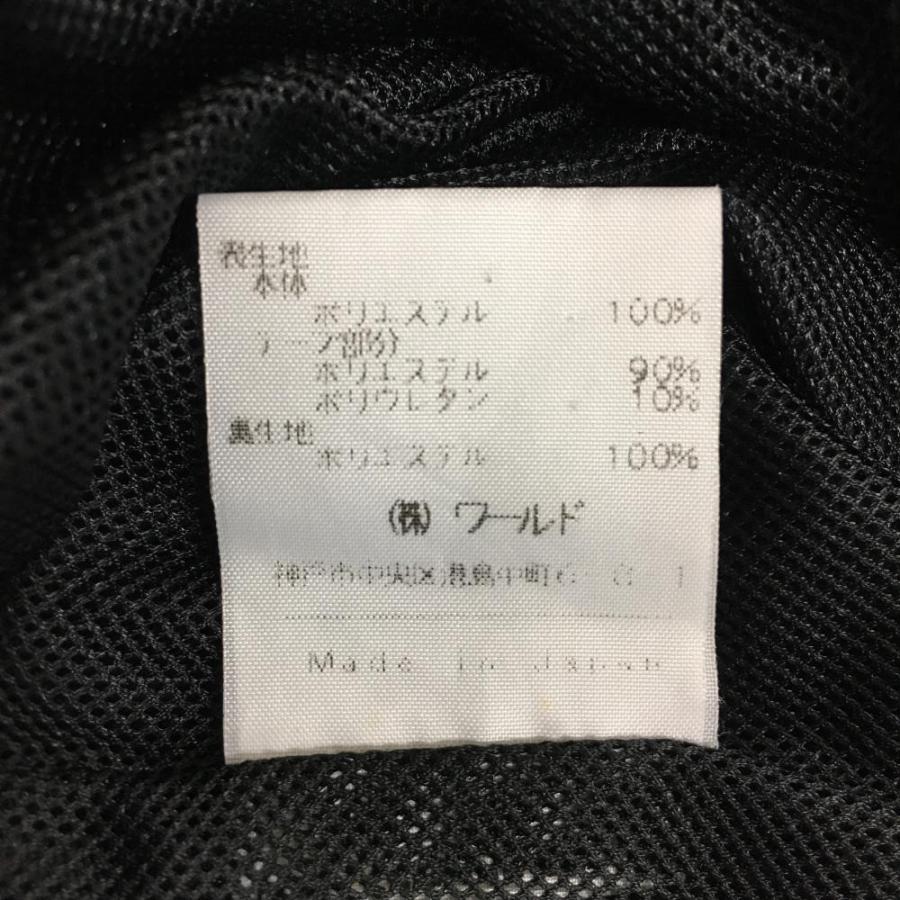 表生地
本体
ポリエステル 100%
テープ部分
ポリエステル 90%
ポリウレタン 10%
裏生地
ポリエステル 100%
(株) ワールド
神戸市中央区港島中町6 8 1
Made in Japan